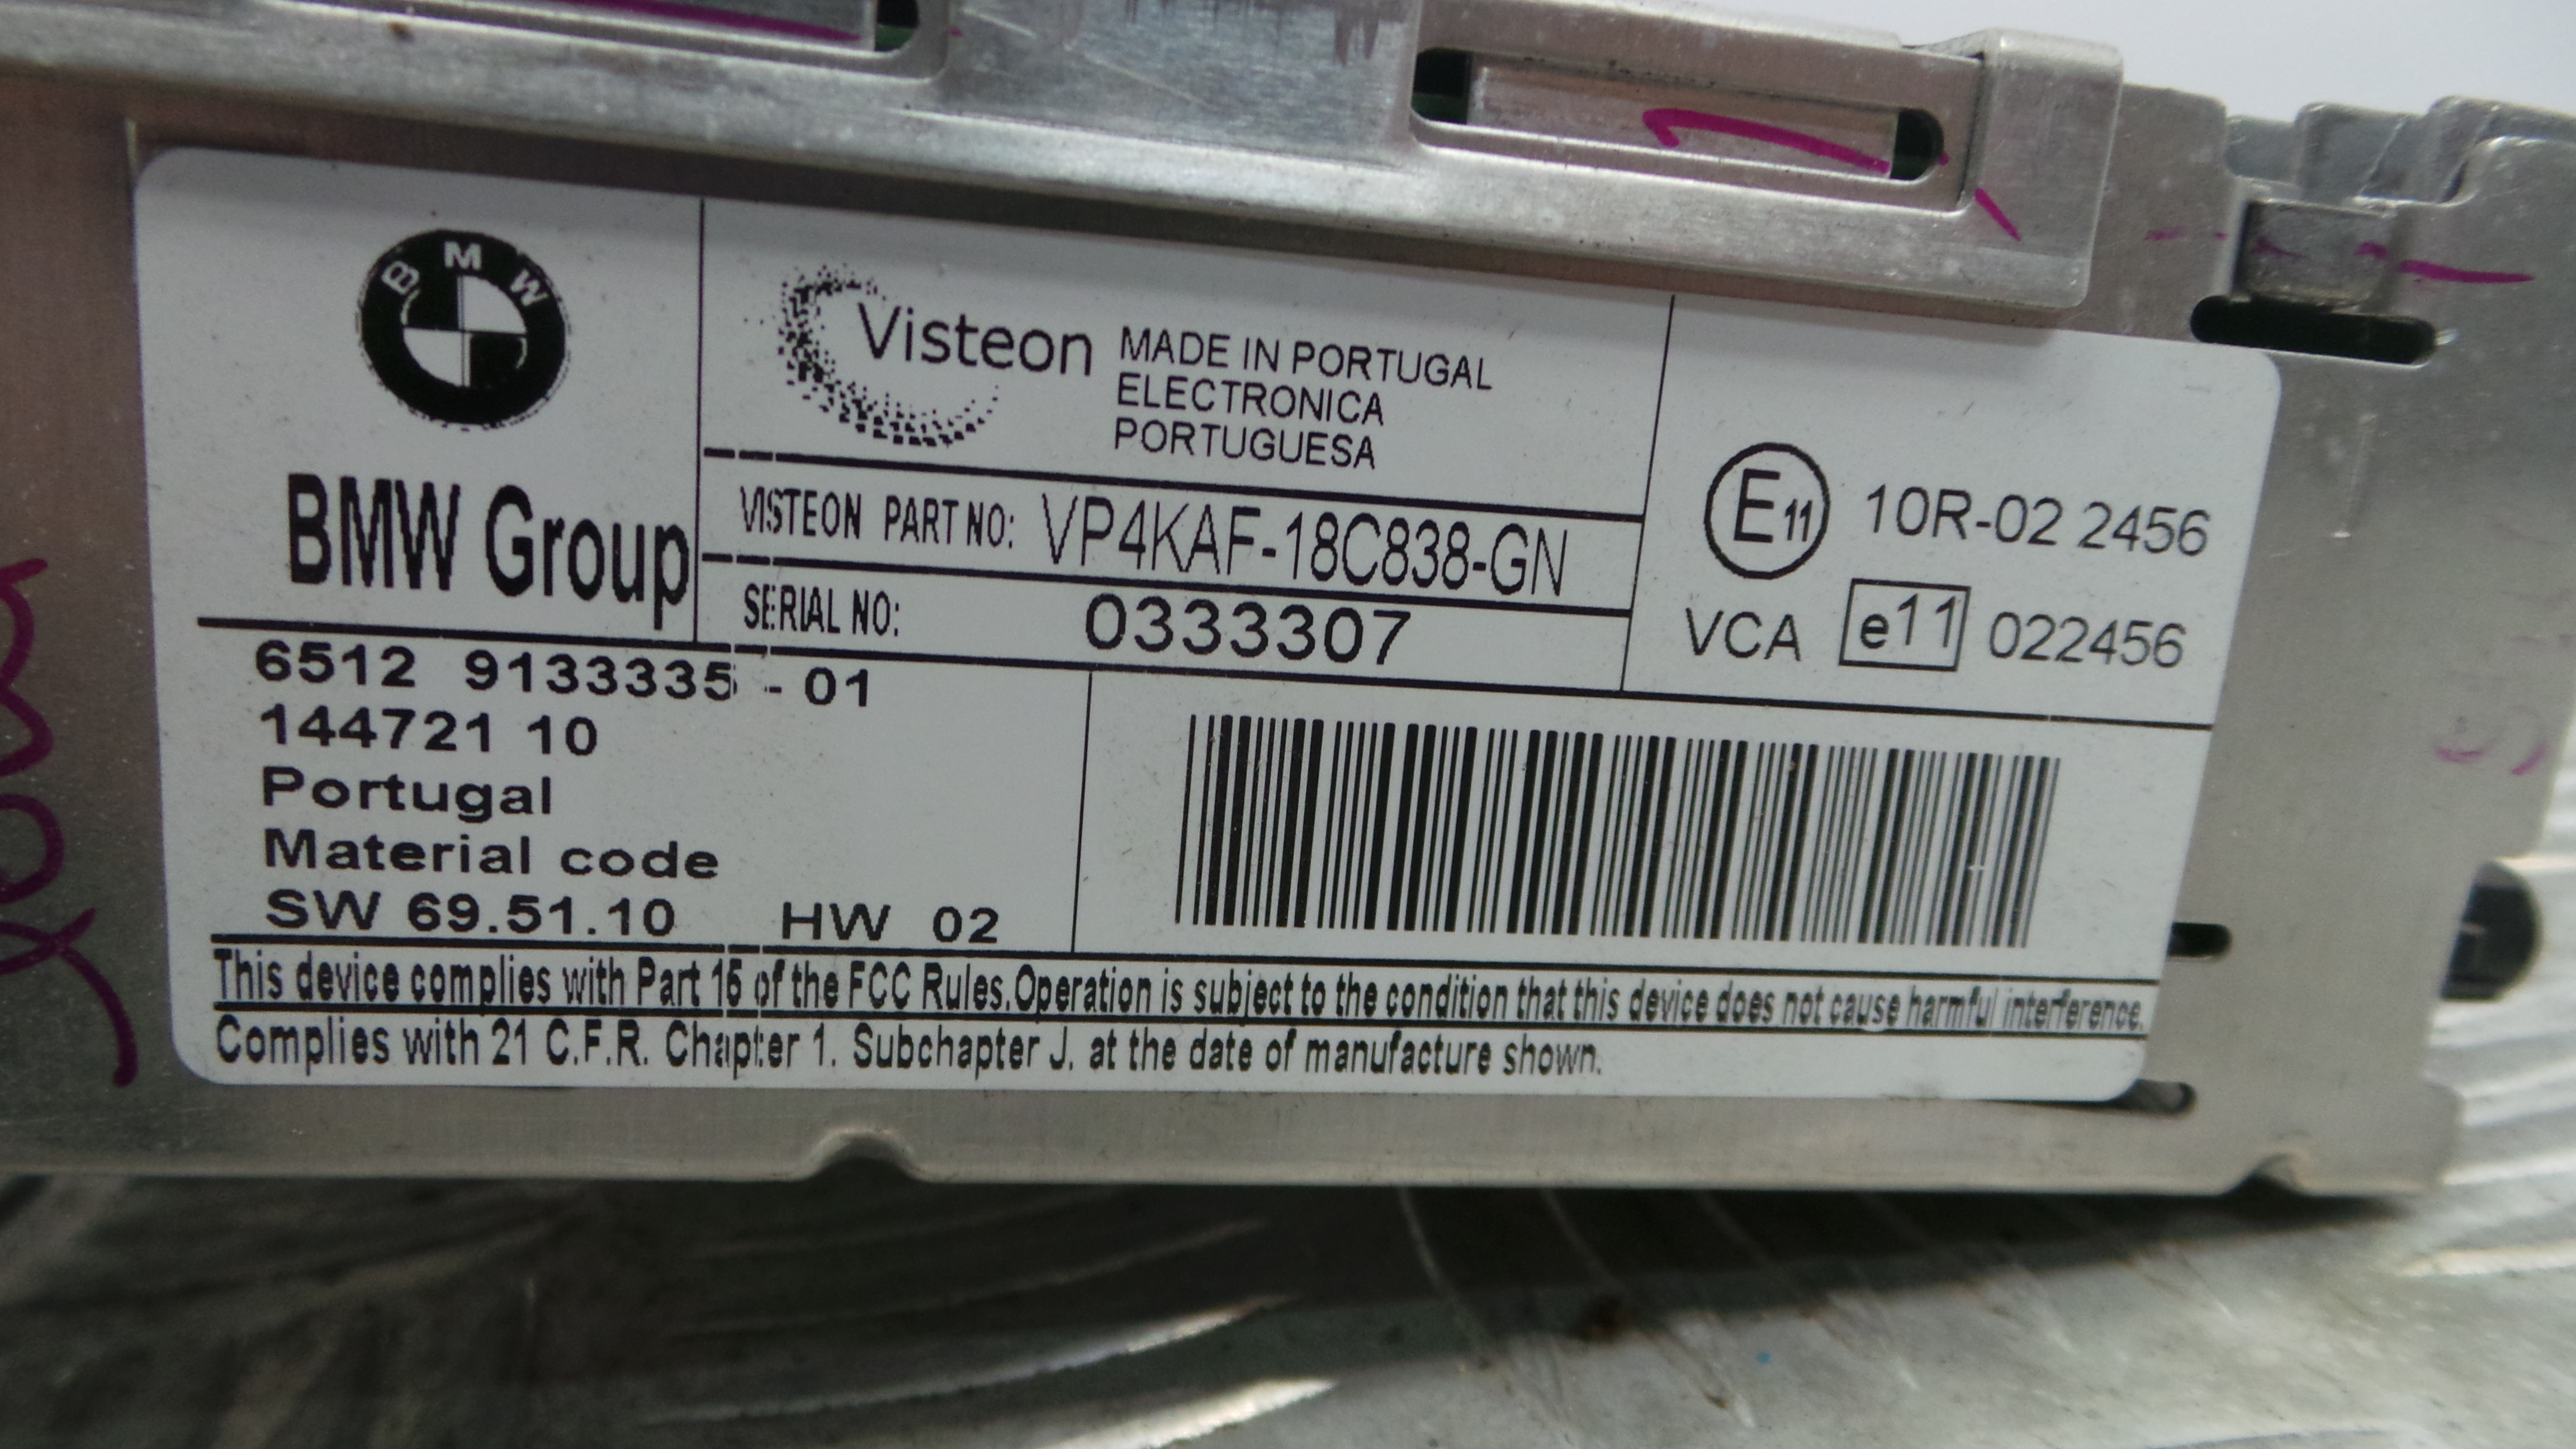 BMW
BMW Group
Visteon
MADE IN PORTUGAL
ELECTRONICA
PORTUGUESA
VISTEON PART NO: VP4KAF-18C838-GN
SERIAL NO: 0333307
E11 10R-02 2456
VCA e11 022456
6512 9133335 - 01
144721 10
Portugal
Material code
SW 69.51.10 HW 02
This device complies with Part 15 of the FCC Rules. Operation is subject to the condition that this device does not cause harmful interference.
Complies with 21 C.F.R. Chapter 1. Subchapter J. at the date of manufacture shown.